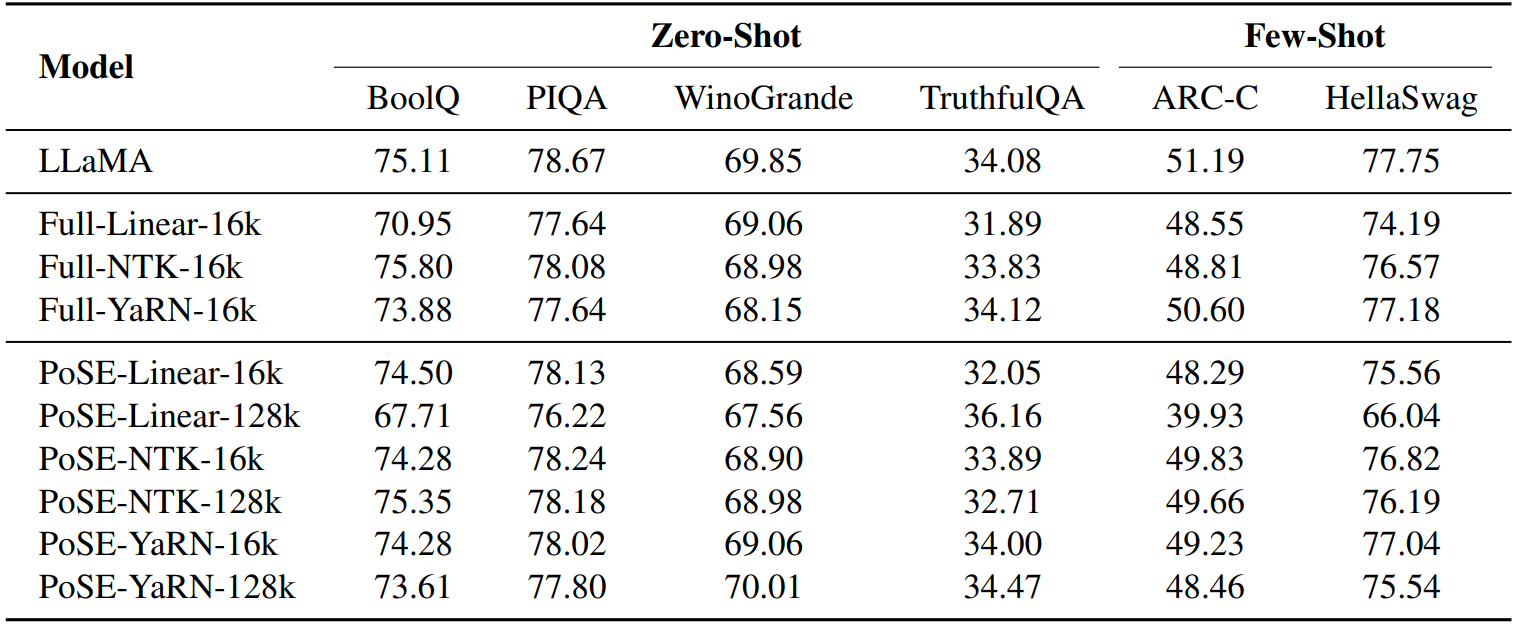 Model Zero-Shot Few-Shot
BoolQ PIQA WinoGrande TruthfulQA ARC-C HellaSwag
LLaMA 75.11 78.67 69.85 34.08 51.19 77.75
Full-Linear-16k 70.95 77.64 69.06 31.89 48.55 74.19
Full-NTK-16k 75.80 78.08 68.98 33.83 48.81 76.57
Full-YaRN-16k 73.88 77.64 68.15 34.12 50.60 77.18
PoSE-Linear-16k 74.50 78.13 68.59 32.05 48.29 75.56
PoSE-Linear-128k 67.71 76.22 67.56 36.16 39.93 66.04
PoSE-NTK-16k 74.28 78.24 68.90 33.89 49.83 76.82
PoSE-NTK-128k 75.35 78.18 68.98 32.71 49.66 76.19
PoSE-YaRN-16k 74.28 78.02 69.06 34.00 49.23 77.04
PoSE-YaRN-128k 73.61 77.80 70.01 34.47 48.46 75.54